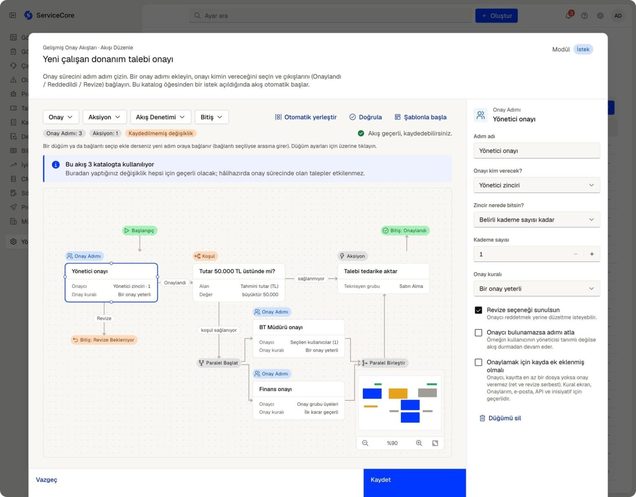 ServiceCore
Ayar ara
+ Oluştur
AD
Gelişmiş Onay Akışları · Akışı Düzenle
Yeni çalışan donanım talebi onayı
Modül
İstek
Onay sürecini adım adım çizin. Bir onay adımı ekleyin, onayı kimin vereceğini seçin ve çıkışlarını (Onaylandı
/ Reddedildi / Revize) bağlayın. Bu katalog öğesinden bir istek açıldığında akış otomatik başlar.
Onay
Aksiyon
Akış Denetimi
Bitiş
Otomatik yerleştir
Doğrula
Şablonla başla
Onay Adımı: 3
Aksiyon: 1
Kaydedilmemiş değişiklik
Akış geçerli, kaydedebilirsiniz.
Bir düğüm ya da bağlantı seçip ekle derseniz yeni adım oraya bağlanır (bağlantı seçiliyse arasına girer). Düğüm ayarları için üzerine tıklayın.
Bu akış 3 katalogta kullanılıyor
Buradan yaptığınız değişiklik hepsi için geçerli olacak; hâlihazırda onay sürecinde olan talepler etkilenmez.
Başlangıç
Bitiş: Onaylandı
Onay Adımı
Yönetici onayı
Onaycı
Yönetici zinciri · 1
Onay kuralı
Bir onay yeterli
Onaylandı
Koşul
Tutar 50.000 TL üstünde mi?
Alan
Tahmini tutar (TL)
Değer
büyüktür 50.000
sağlanmıyor
Aksiyon
Talebi tedarike aktar
Teknisyen grubu
Satın Alma
Revize
Bitiş: Revize Bekleniyor
koşul sağlanıyor
Onay Adımı
BT Müdürü onayı
Onaycı
Seçilen kullanıcılar (1)
Onay kuralı
Bir onay yeterli
Paralel Başlat
Paralel Birleştir
Onay Adımı
Finans onayı
Onaycı
Onay grubu üyeleri
Onay kuralı
İlk karar geçerli
%90
Onay Adımı
Yönetici onayı
Adım adı
Yönetici onayı
Onayı kim verecek?
Yönetici zinciri
Zincir nerede bitsin?
Belirli kademe sayısı kadar
Kademe sayısı
1
−
+
Onay kuralı
Bir onay yeterli
Revize seçeneği sunulsun
Onaycı reddetmek yerine düzeltme isteyebilir.
Onaycı bulunamazsa adımı atla
Örneğin kullanıcının yöneticisi tanımlı değilse
akış durmadan devam eder.
Onaylamak için kayda ek eklenmiş
olmalı
Onaycı, kayıtta en az bir dosya yoksa onay
veremez (ret ve revize serbest). Kural ekran,
Onaylarım, e-posta, API ve inisiyatif için
geçerlidir.
Düğümü sil
Vazgeç
Kaydet